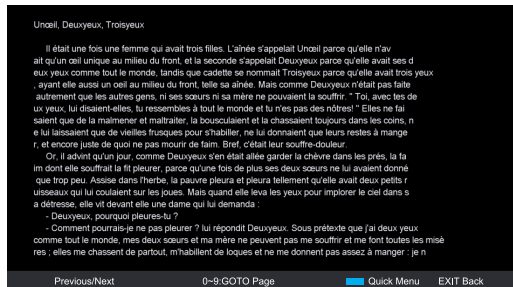 Unœil, Deuxyeux, Troisyeux
Il était une fois une femme qui avait trois filles. L'aînée s'appelait Unœil parce qu'elle n'av
ait qu'un œil unique au milieu du front, et la seconde s'appelait Deuxyeux parce qu'elle avait ses d
eux yeux comme tout le monde, tandis que cadette se nommait Troisyeux parce qu'elle avait trois yeux
, ayant elle aussi un oeil au milieu du front, telle sa aînée. Mais comme Deuxyeux n'était pas faite
autrement que les autres gens, ni ses sœurs ni sa mère ne pouvaient la souffrir. " Toi, avec tes de
ux yeux, lui disaient-elles, tu ressembles à tout le monde et tu n'es pas des nôtres! " Elles ne fai
saient que de la malmener et maltraiter, la bousculaient et la chassaient toujours dans les coins, n
e lui laissaient que de vieilles frusques pour s'habiller, ne lui donnaient que leurs restes à mange
r, et encore juste de quoi ne pas mourir de faim. Bref, c'était leur souffre-douleur.
Or, il advint qu'un jour, comme Deuxyeux s'en était allée garder la chèvre dans les prés, la fa
im dont elle souffrait la fit pleurer, parce qu'une fois de plus ses deux sœurs ne lui avaient donné
que trop peu. Assise dans l'herbe, la pauvre pleura et pleura tellement qu'elle avait deux petits r
uisseaux qui lui coulaient sur les joues. Mais quand elle leva les yeux pour implorer le ciel dans s
a détresse, elle vit devant elle une dame qui lui demanda :
- Deuxyeux, pourquoi pleures-tu ?
- Comment pourrais-je ne pas pleurer ? lui répondit Deuxyeux. Sous prétexte que j'ai deux yeux
comme tout le monde, mes deux sœurs et ma mère ne peuvent pas me souffrir et me font toutes les misè
res ; elles me chassent de partout, m'habillent de loques et ne me donnent pas assez à manger : je n
Previous/Next 0~9:GOTO Page Quick Menu EXIT Back